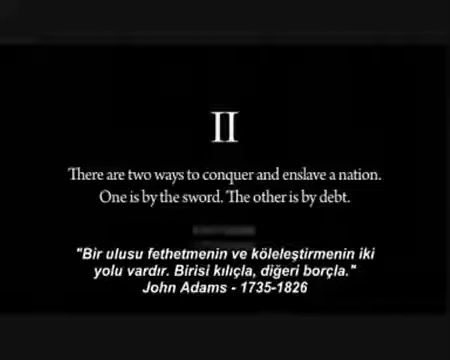 II
There are two ways to conquer and enslave a nation.
One is by the sword. The other is by debt.
"Bir ulusu fethetmenin ve köleleştirmenin iki
yolu vardır. Birisi kılıçla, diğeri borçla."
John Adams - 1735-1826